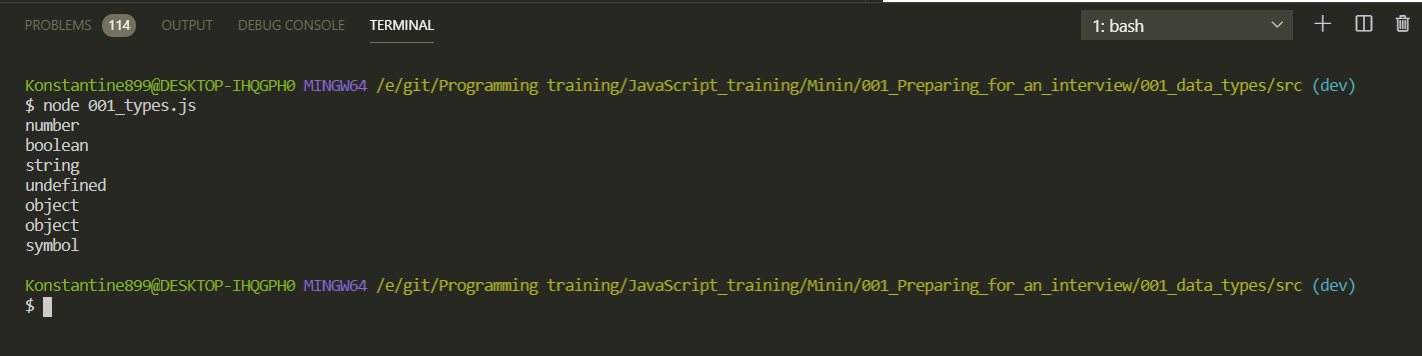 PROBLEMS 114 OUTPUT DEBUG CONSOLE TERMINAL 1: bash
Konstantine899@DESKTOP-IHQGPH0 MINGW64 /e/git/Programming training/JavaScript_training/Minin/001_Preparing_for_an_interview/001_data_types/src (dev)
$ node 001_types.js
number
boolean
string
undefined
object
object
symbol
Konstantine899@DESKTOP-IHQGPH0 MINGW64 /e/git/Programming training/JavaScript_training/Minin/001_Preparing_for_an_interview/001_data_types/src (dev)
$